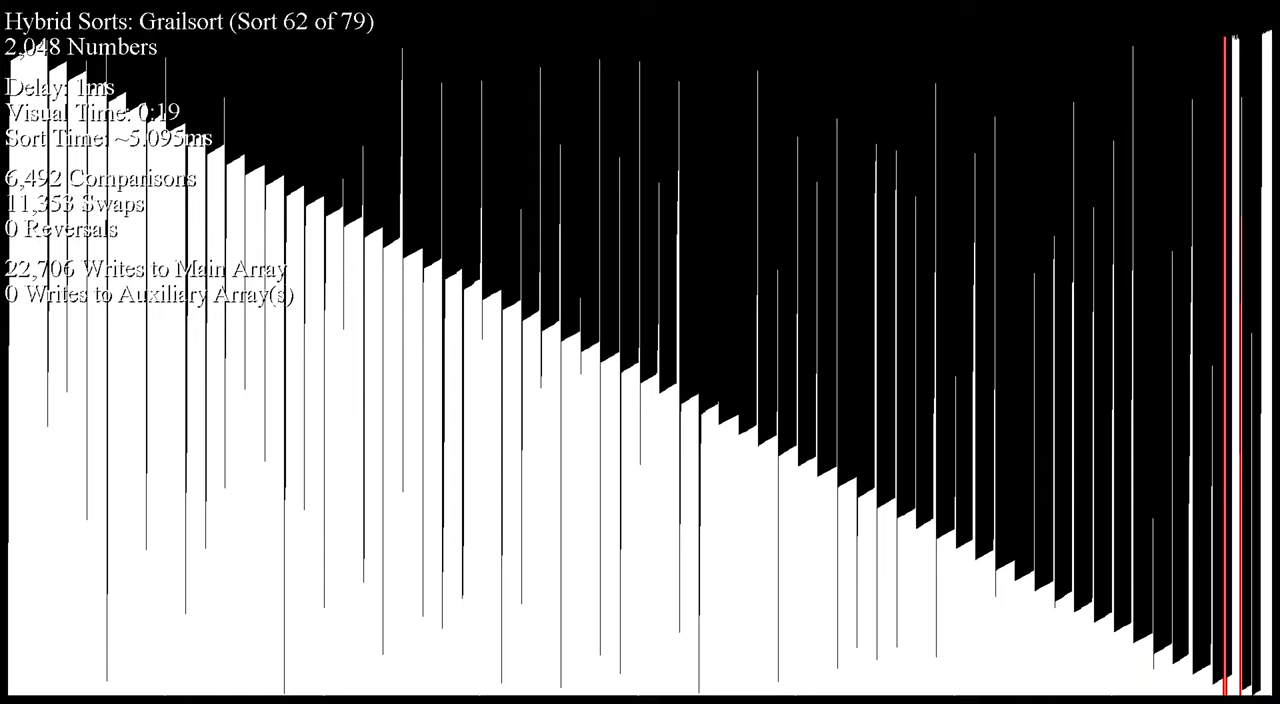 Hybrid Sorts: Grailsort (Sort 62 of 79)
2,048 Numbers
Delay: 1ms
Visual Time: 0:19
Sort Time: ~5.095ms
6,492 Comparisons
11,353 Swaps
0 Reversals
22,706 Writes to Main Array
0 Writes to Auxiliary Array(s)